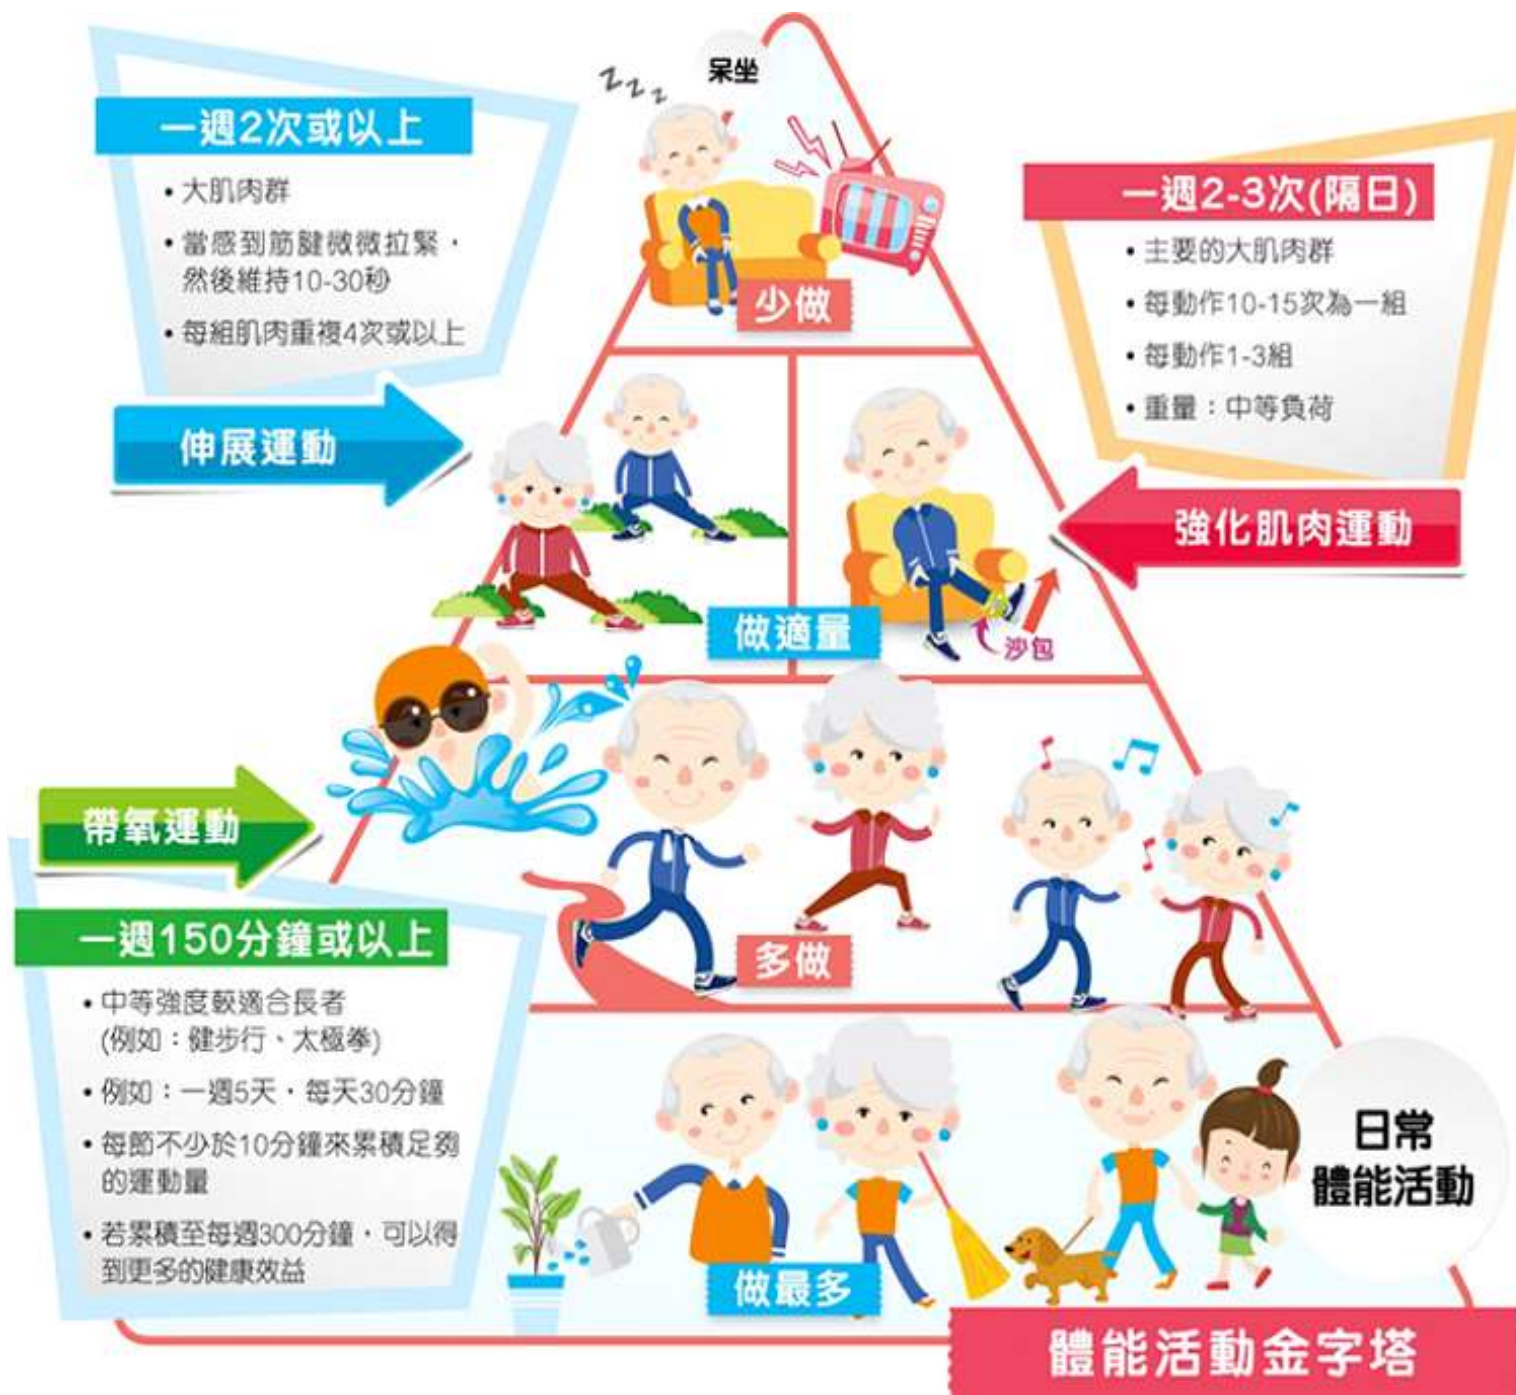 呆坐
z z z
少做
一週2次或以上
• 大肌肉群
• 當感到筋腱微微拉緊，
然後維持10-30秒
• 每組肌肉重複4次或以上
伸展運動
一週2-3次(隔日)
• 主要的大肌肉群
• 每動作10-15次為一組
• 每動作1-3組
• 重量：中等負荷
強化肌肉運動
沙包
做適量
帶氧運動
一週150分鐘或以上
• 中等強度較適合長者
(例如：健步行、太極拳)
• 例如：一週5天，每天30分鐘
• 每節不少於10分鐘來累積足夠
的運動量
• 若累積至每週300分鐘，可以得
到更多的健康效益
多做
日常
體能活動
做最多
體能活動金字塔